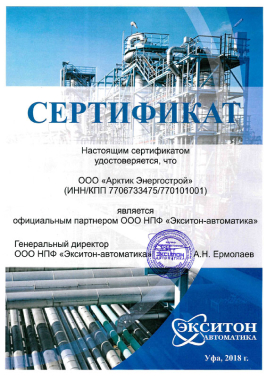 СЕРТИФИКАТ
Настоящим сертификатом
удостоверяется, что
ООО «Арктик Энергострой»
(ИНН/КПП 7706733475/770101001)
является
официальным партнером ООО НПФ «Экситон-автоматика»
Генеральный директор
ООО НПФ «Экситон-автоматика»
А.Н. Ермолаев
ЭКСИТОН
АВТОМАТИКА
Уфа, 2018 г.